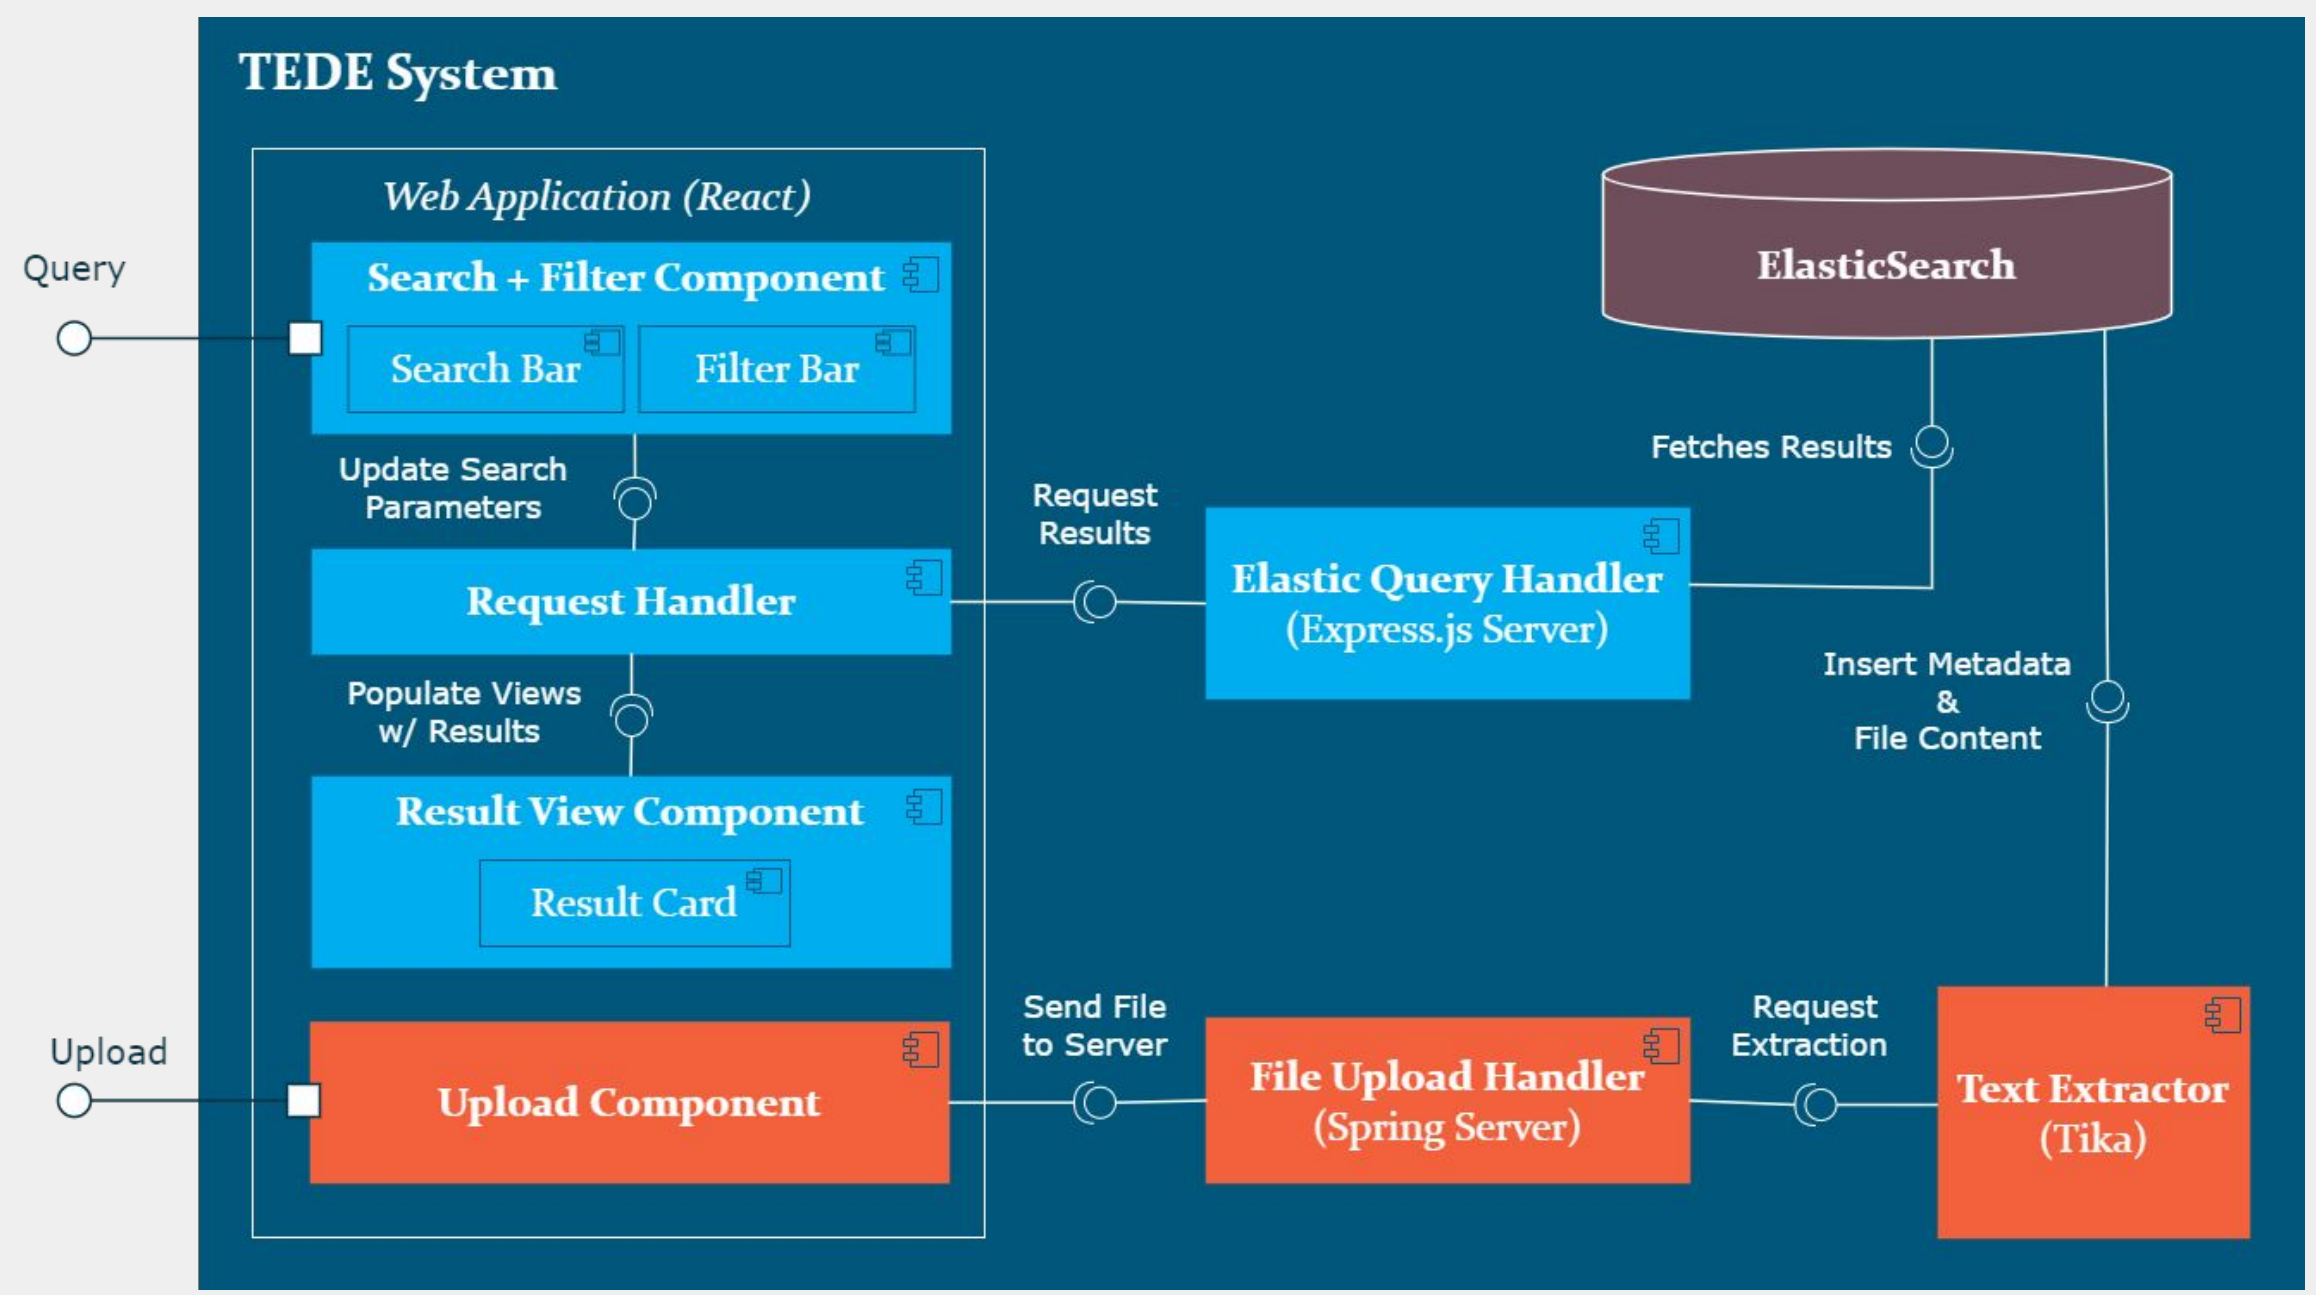 TEDE System
Web Application (React)
Query
Search + Filter Component
Search Bar
Filter Bar
Update Search
Parameters
Request Handler
Populate Views
w/ Results
Result View Component
Result Card
Upload
Upload Component
Request
Results
Elastic Query Handler
(Express.js Server)
Fetches Results
ElasticSearch
Insert Metadata
&
File Content
Send File
to Server
File Upload Handler
(Spring Server)
Request
Extraction
Text Extractor
(Tika)